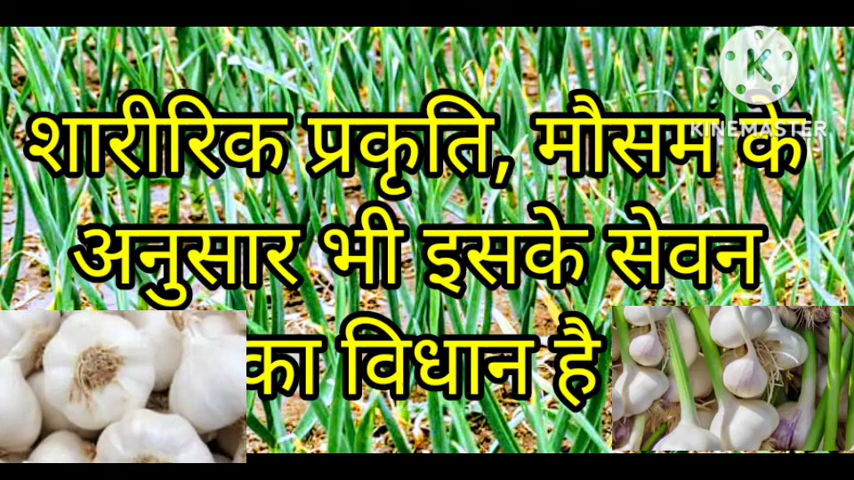 K
KINEMASTER
शारीरिक प्रकृति, मौसम के
अनुसार भी इसके सेवन
का विधान है